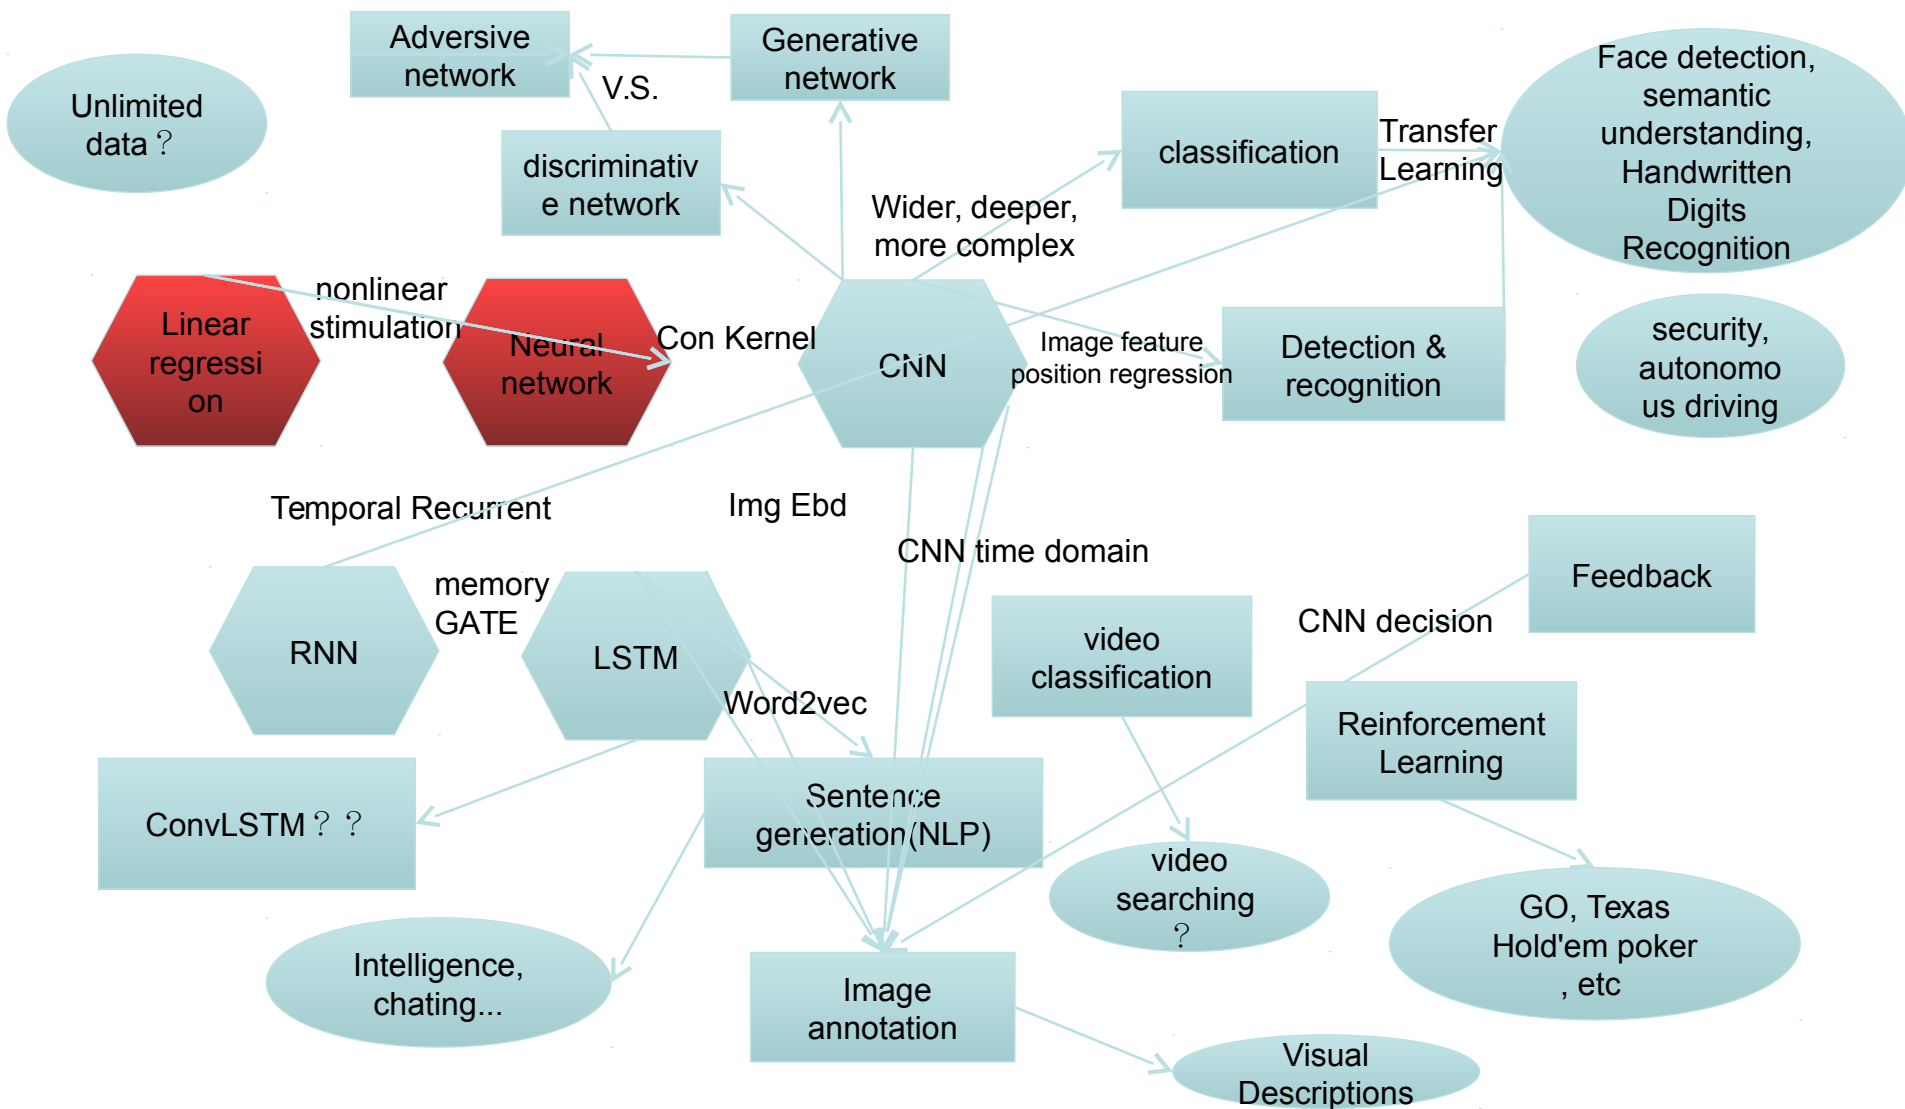 Adversive
network
Generative
network
V.S.
Unlimited
data？
discriminativ
e network
classification
Transfer
Learning
Face detection,
semantic
understanding,
Handwritten
Digits
Recognition
Wider, deeper,
more complex
Linear
regressi
on
nonlinear
stimulation
Neural
network
Con Kernel
CNN
Image feature
position regression
Detection &
recognition
security,
autonomo
us driving
Temporal Recurrent
Img Ebd
CNN time domain
RNN
memory
GATE
LSTM
Word2vec
video
classification
CNN decision
Feedback
Reinforcement
Learning
ConvLSTM？？
Sentence
generation(NLP)
video
searching
？
GO, Texas
Hold'em poker
, etc
Intelligence,
chating...
Image
annotation
Visual
Descriptions